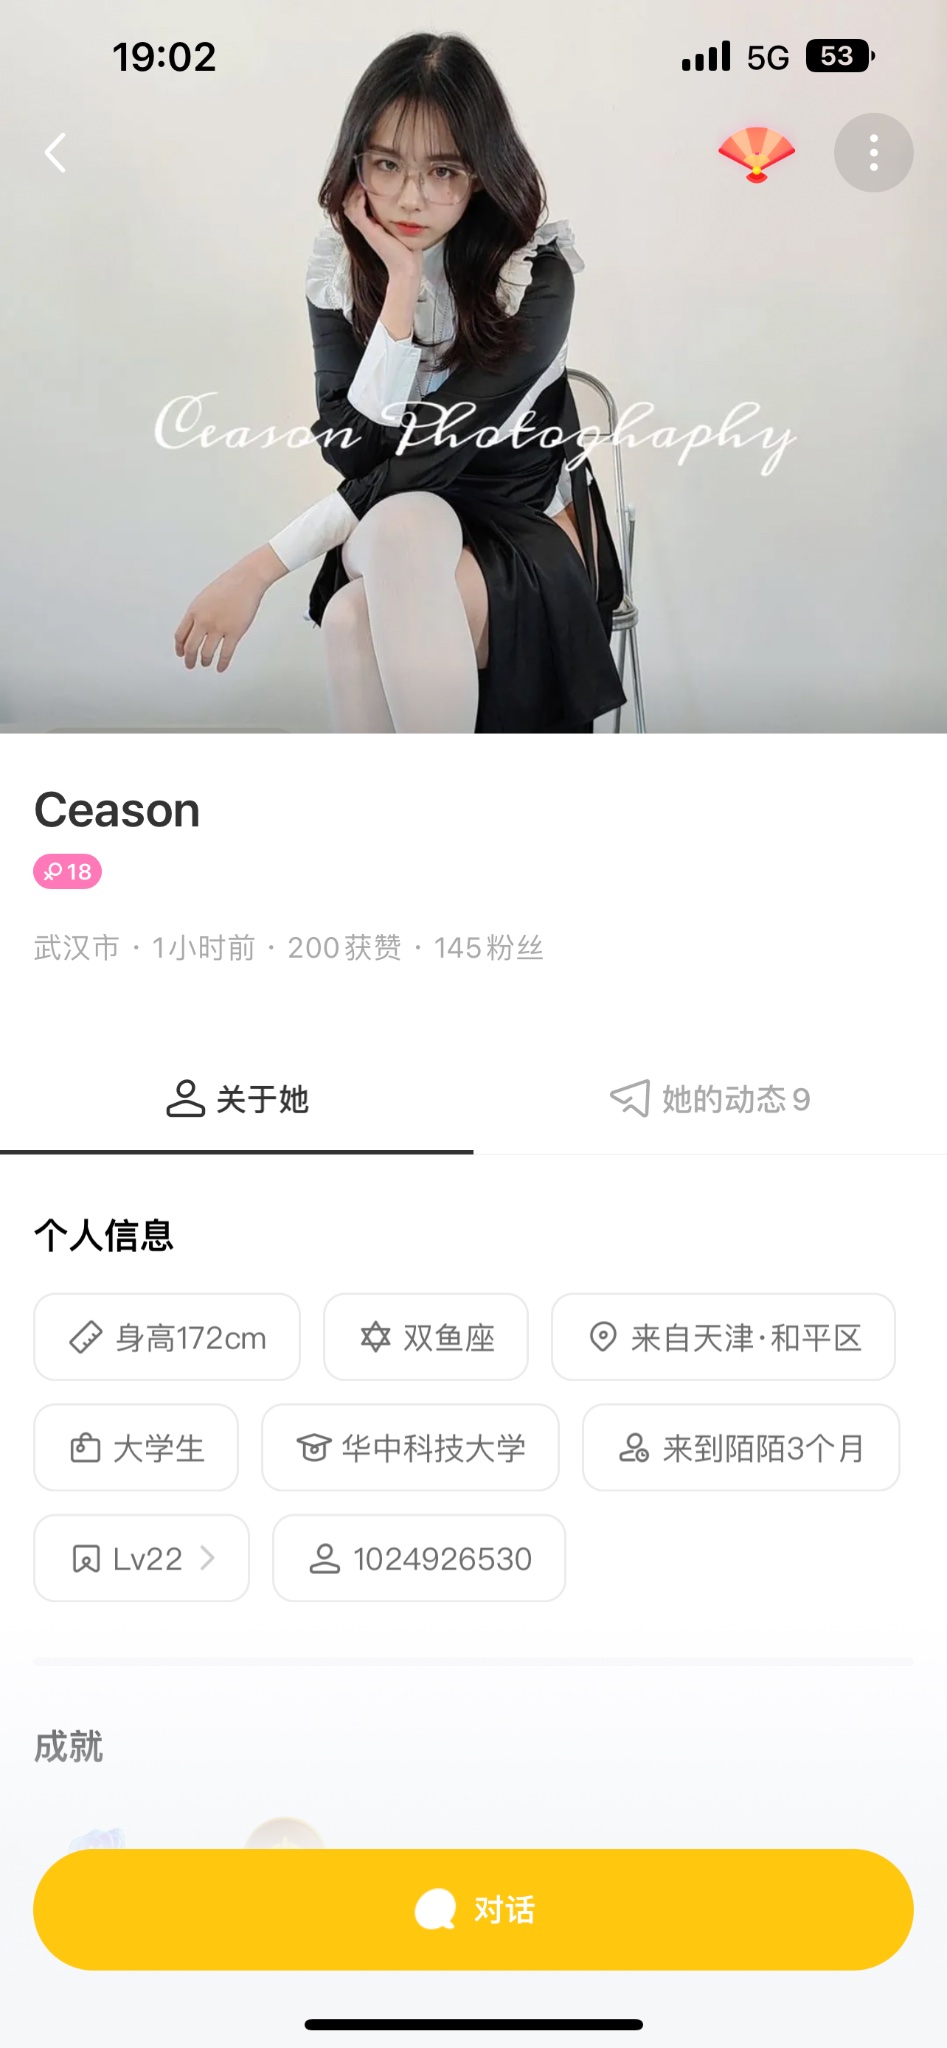 19:02 5G 53
Ceason Photography
Ceason
18
武汉市 · 1小时前 · 200获赞 · 145粉丝
关于她 她的动态9
个人信息
身高172cm 双鱼座 来自天津·和平区
大学生 华中科技大学 来到陌陌3个月
Lv22 1024926530
成就
对话